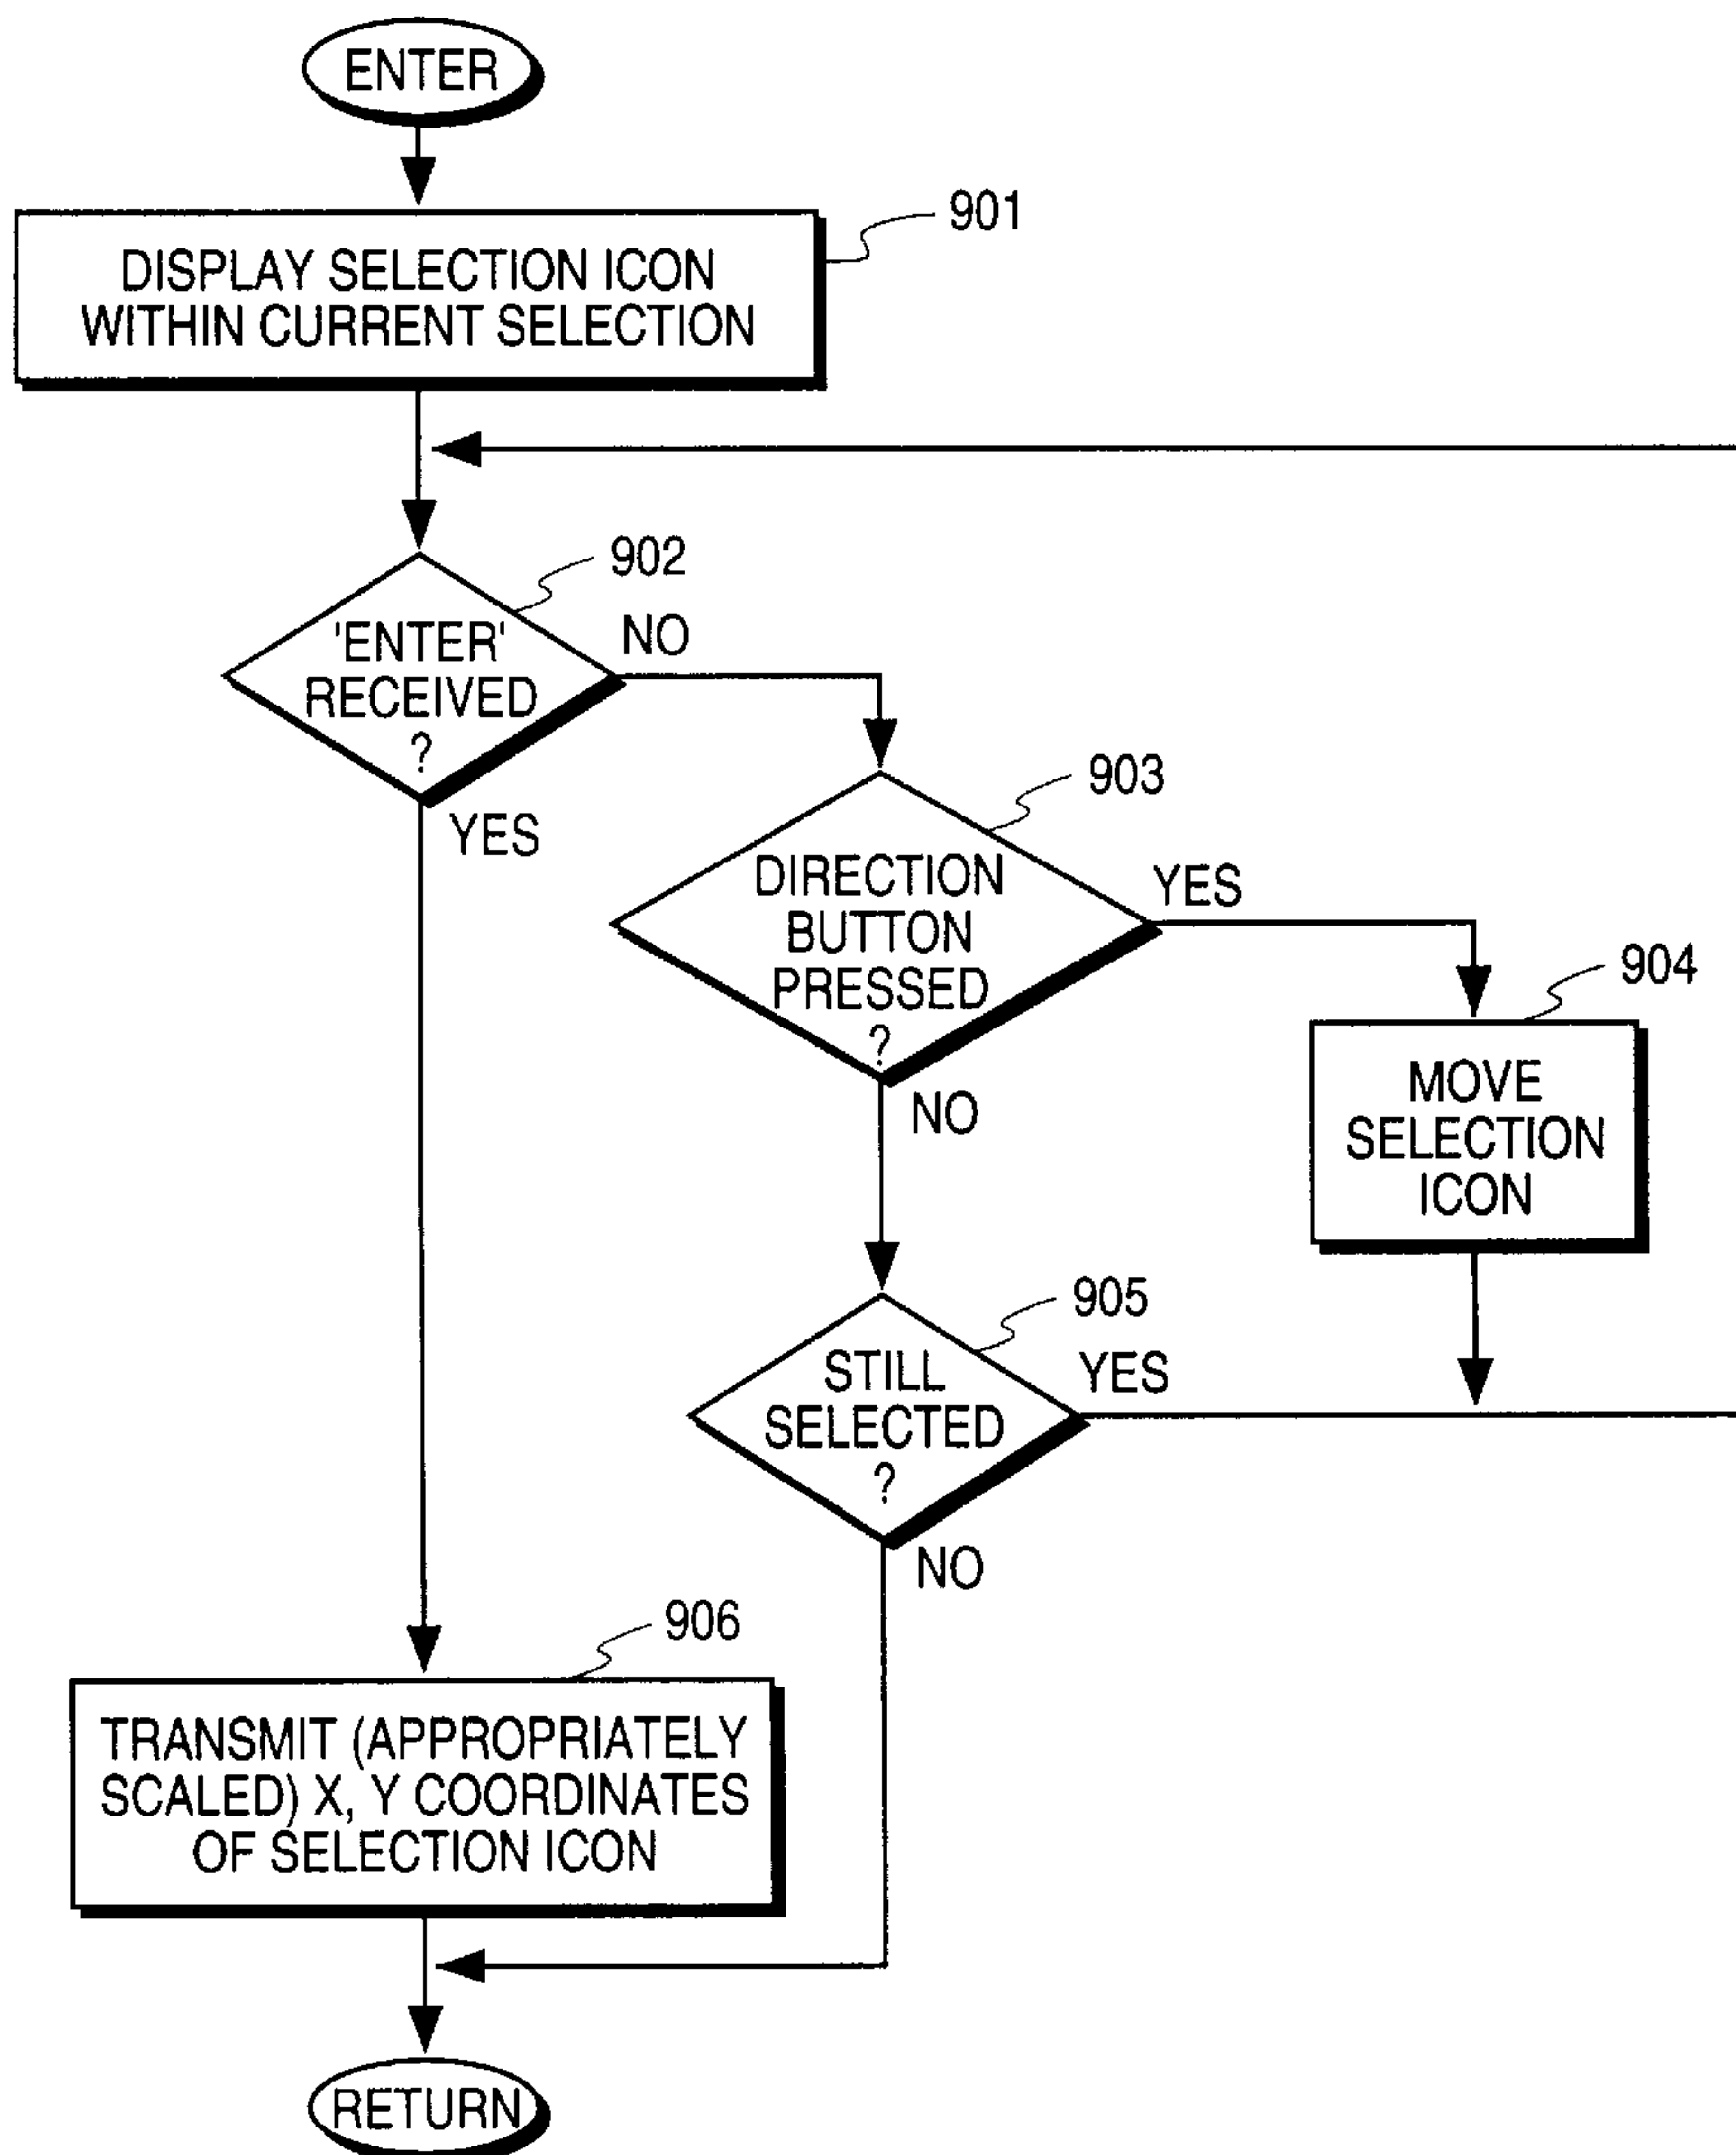 ENTER
901
DISPLAY SELECTION ICON
WITHIN CURRENT SELECTION
902
'ENTER'
RECEIVED
?
NO
YES
903
DIRECTION
BUTTON
PRESSED
?
YES
NO
904
MOVE
SELECTION
ICON
905
STILL
SELECTED
?
YES
NO
906
TRANSMIT (APPROPRIATELY
SCALED) X, Y COORDINATES
OF SELECTION ICON
RETURN